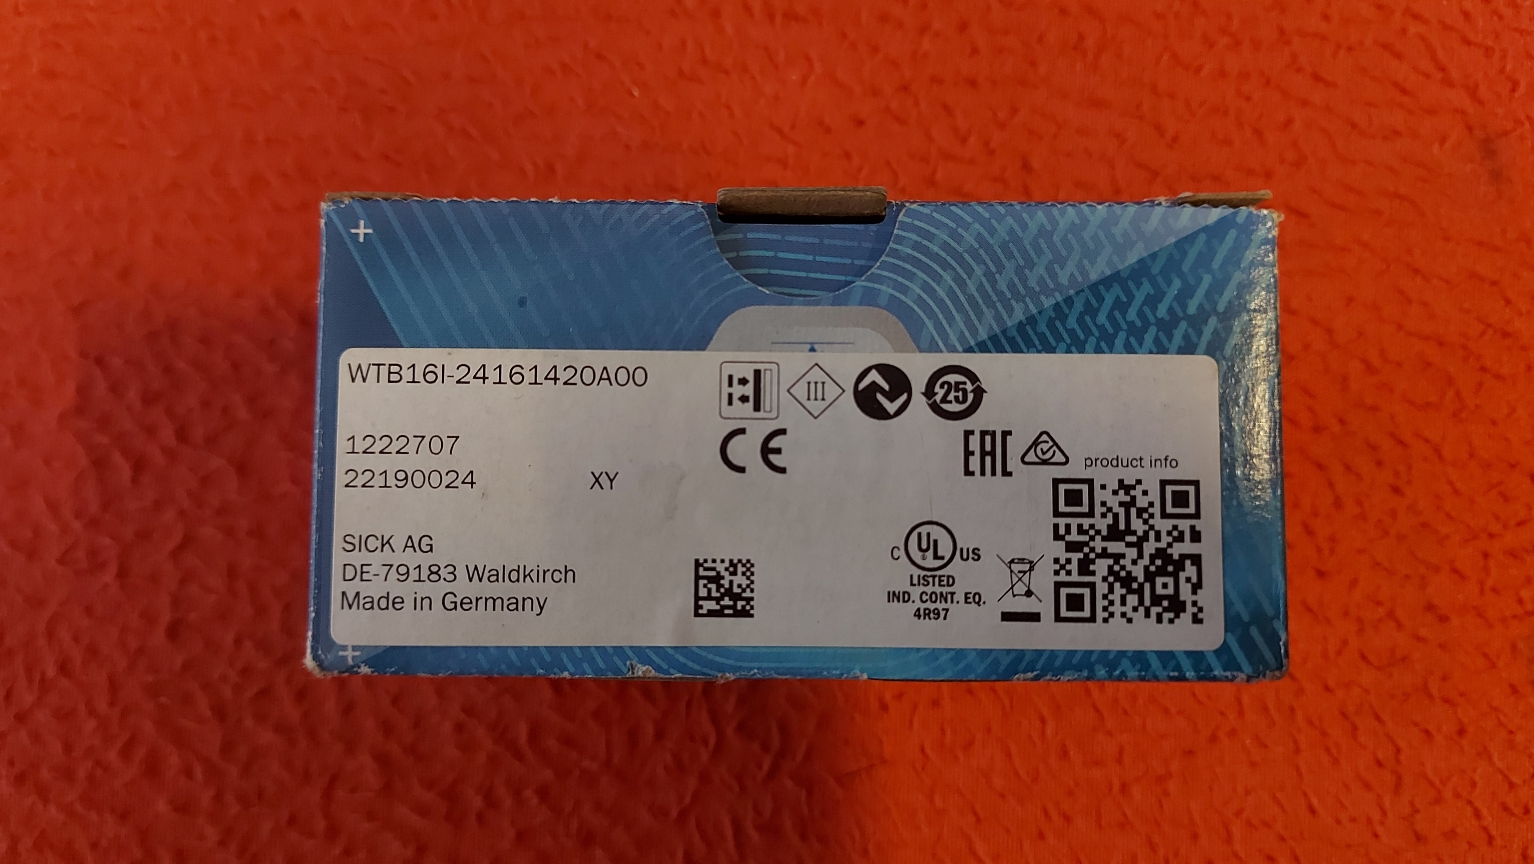 WTB16I-24161420A00
III
25
1222707
22190024 XY
CE
EAC
product info
SICK AG
DE-79183 Waldkirch
Made in Germany
C UL US
LISTED
IND. CONT. EQ.
4R97